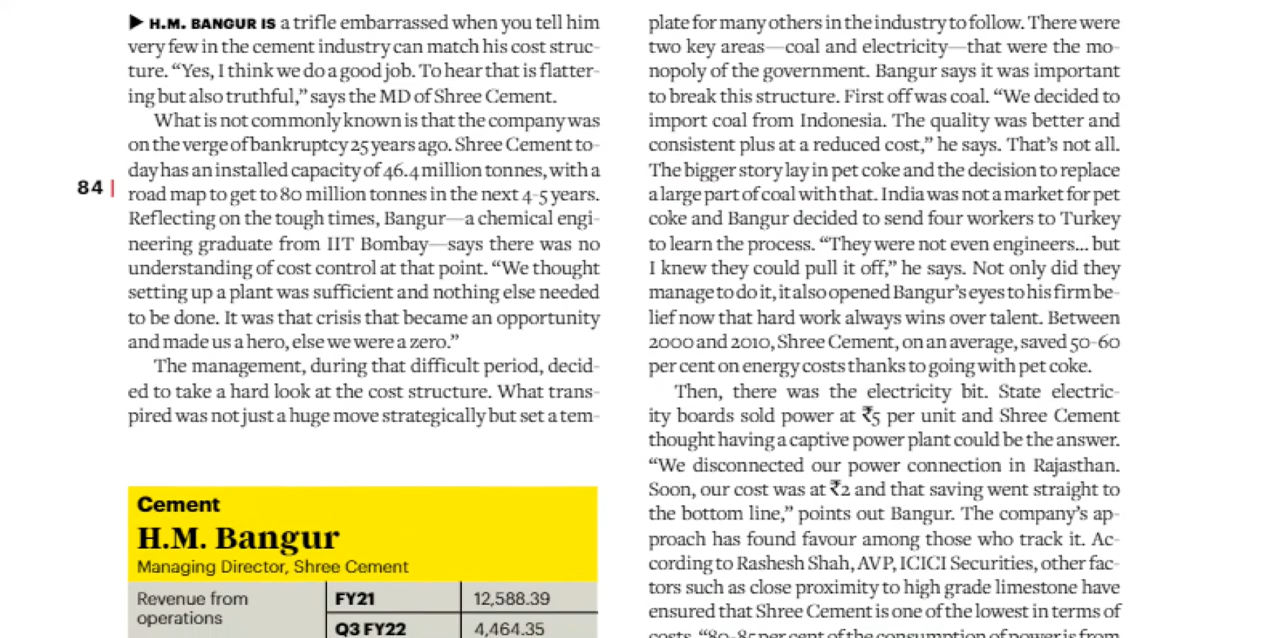 ▶ H.M. BANGUR IS a trifle embarrassed when you tell him
very few in the cement industry can match his cost struc-
ture. “Yes, I think we do a good job. To hear that is flatter-
ing but also truthful,” says the MD of Shree Cement.
What is not commonly known is that the company was
on the verge of bankruptcy 25 years ago. Shree Cement to-
day has an installed capacity of 46.4 million tonnes, with a
road map to get to 80 million tonnes in the next 4-5 years.
Reflecting on the tough times, Bangur—a chemical engi-
neering graduate from IIT Bombay—says there was no
understanding of cost control at that point. “We thought
setting up a plant was sufficient and nothing else needed
to be done. It was that crisis that became an opportunity
and made us a hero, else we were a zero.”
The management, during that difficult period, decid-
ed to take a hard look at the cost structure. What trans-
pired was not just a huge move strategically but set a tem-
84 |
plate for many others in the industry to follow. There were
two key areas—coal and electricity—that were the mo-
nopoly of the government. Bangur says it was important
to break this structure. First off was coal. “We decided to
import coal from Indonesia. The quality was better and
consistent plus at a reduced cost,” he says. That’s not all.
The bigger story lay in pet coke and the decision to replace
a large part of coal with that. India was not a market for pet
coke and Bangur decided to send four workers to Turkey
to learn the process. “They were not even engineers... but
I knew they could pull it off,” he says. Not only did they
manage to do it, it also opened Bangur’s eyes to his firm be-
lief now that hard work always wins over talent. Between
2000 and 2010, Shree Cement, on an average, saved 50-60
per cent on energy costs thanks to going with pet coke.
Then, there was the electricity bit. State electric-
ity boards sold power at ₹5 per unit and Shree Cement
thought having a captive power plant could be the answer.
“We disconnected our power connection in Rajasthan.
Soon, our cost was at ₹2 and that saving went straight to
the bottom line,” points out Bangur. The company’s ap-
proach has found favour among those who track it. Ac-
cording to Rashesh Shah, AVP, ICICI Securities, other fac-
tors such as close proximity to high grade limestone have
ensured that Shree Cement is one of the lowest in terms of
costs. “80-85 per cent of the consumption of power is from
Cement
H.M. Bangur
Managing Director, Shree Cement
Revenue from
operations
FY21 12,588.39
Q3 FY22 4,464.35